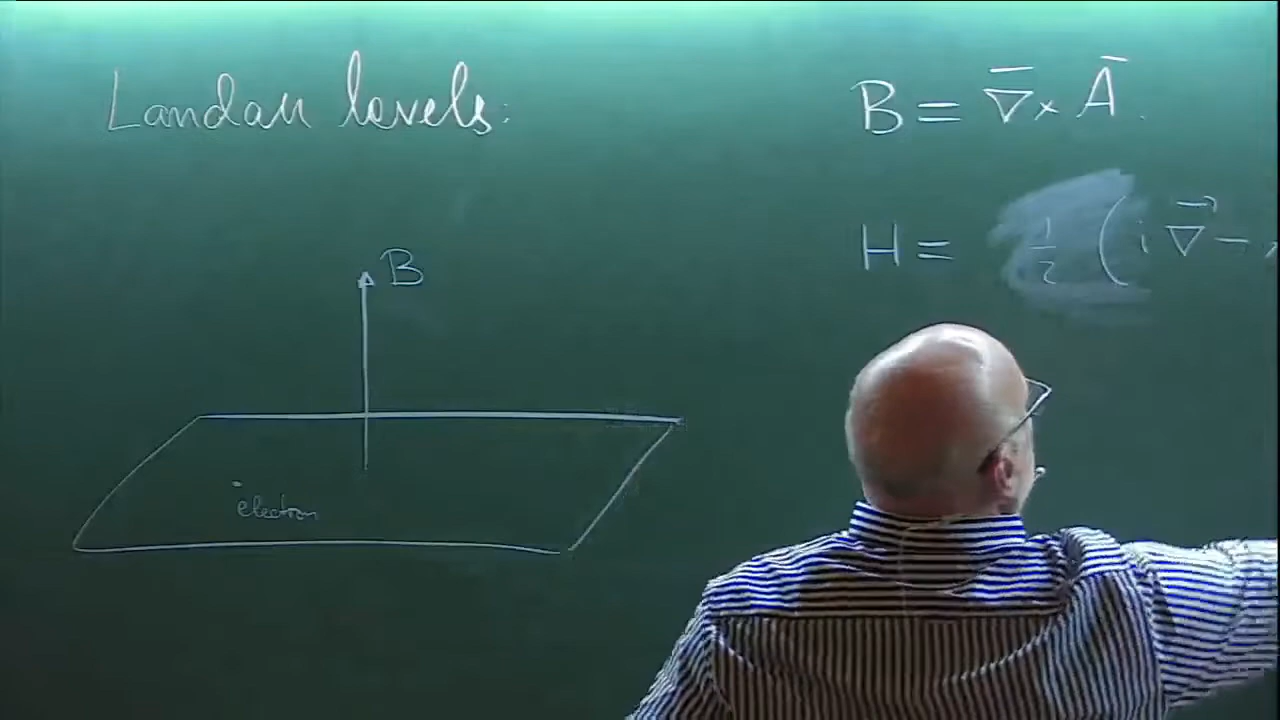 Landau levels:
B = ∇̅ × A̅.
H = 1/2 (i ∇⃗ −
B
electron